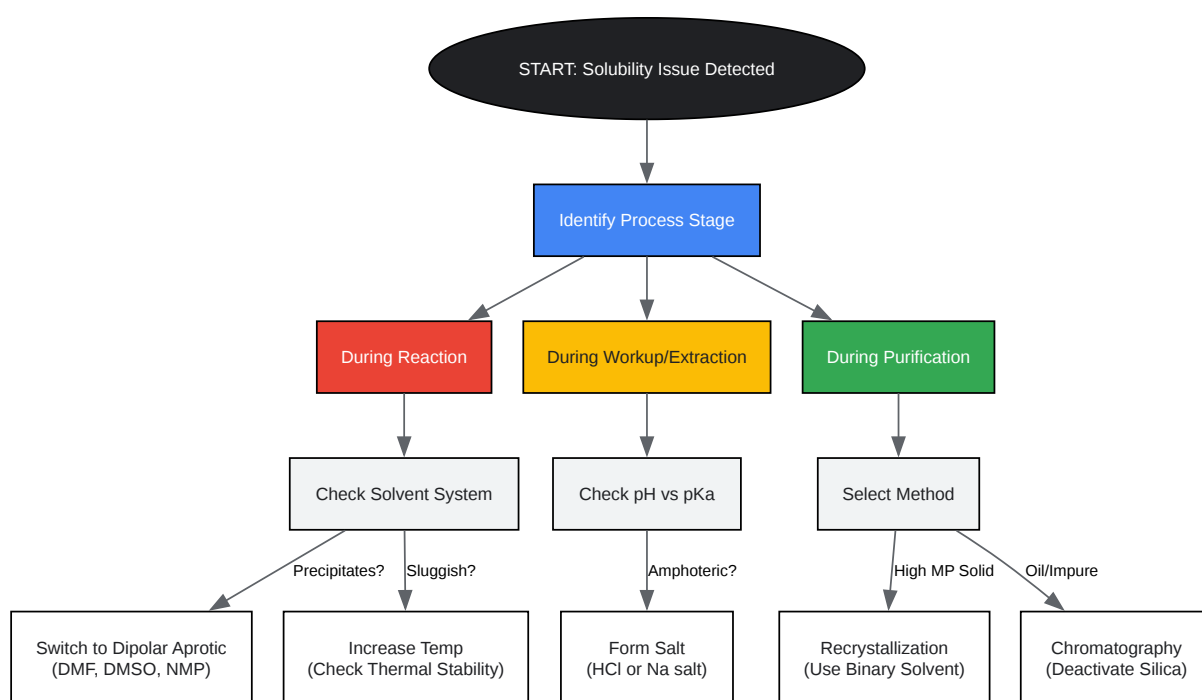 START: Solubility Issue Detected
Identify Process Stage
During Reaction
During Workup/Extraction
During Purification
Check Solvent System
Check pH vs pKa
Select Method
Precipitates?
Sluggish?
Amphoteric?
High MP Solid
Oil/Impure
Switch to Dipolar Aprotic
(DMF, DMSO, NMP)
Increase Temp
(Check Thermal Stability)
Form Salt
(HCl or Na salt)
Recrystallization
(Use Binary Solvent)
Chromatography
(Deactivate Silica)